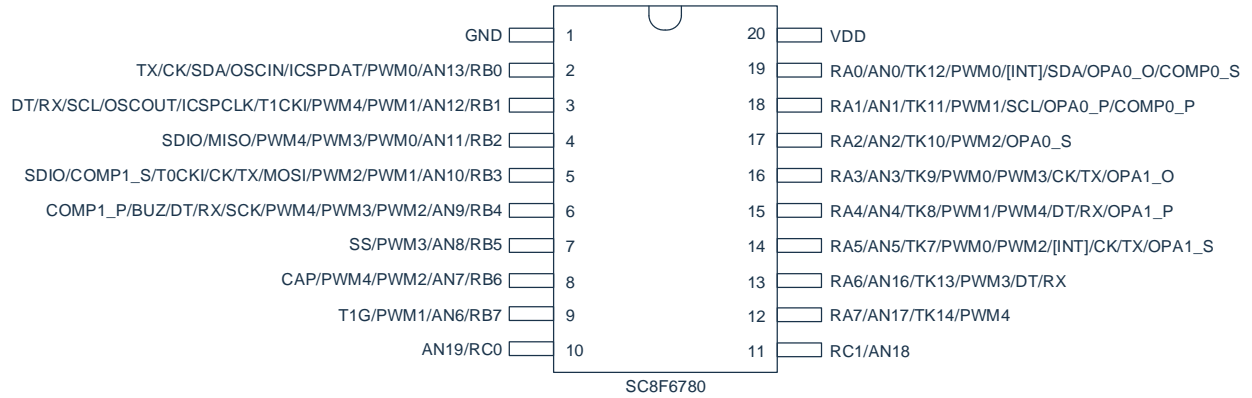 GND 1 20 VDD
TX/CK/SDA/OSCIN/ICSPDAT/PWM0/AN13/RB0 2 19 RA0/AN0/TK12/PWM0/[INT]/SDA/OPA0_O/COMP0_S
DT/RX/SCL/OSCOUT/ICSPCLK/T1CKI/PWM4/PWM1/AN12/RB1 3 18 RA1/AN1/TK11/PWM1/SCL/OPA0_P/COMP0_P
SDIO/MISO/PWM4/PWM3/PWM0/AN11/RB2 4 17 RA2/AN2/TK10/PWM2/OPA0_S
SDIO/COMP1_S/T0CKI/CK/TX/MOSI/PWM2/PWM1/AN10/RB3 5 16 RA3/AN3/TK9/PWM0/PWM3/CK/TX/OPA1_O
COMP1_P/BUZ/DT/RX/SCK/PWM4/PWM3/PWM2/AN9/RB4 6 15 RA4/AN4/TK8/PWM1/PWM4/DT/RX/OPA1_P
SS/PWM3/AN8/RB5 7 14 RA5/AN5/TK7/PWM0/PWM2/[INT]/CK/TX/OPA1_S
CAP/PWM4/PWM2/AN7/RB6 8 13 RA6/AN16/TK13/PWM3/DT/RX
T1G/PWM1/AN6/RB7 9 12 RA7/AN17/TK14/PWM4
AN19/RC0 10 11 RC1/AN18
SC8F6780